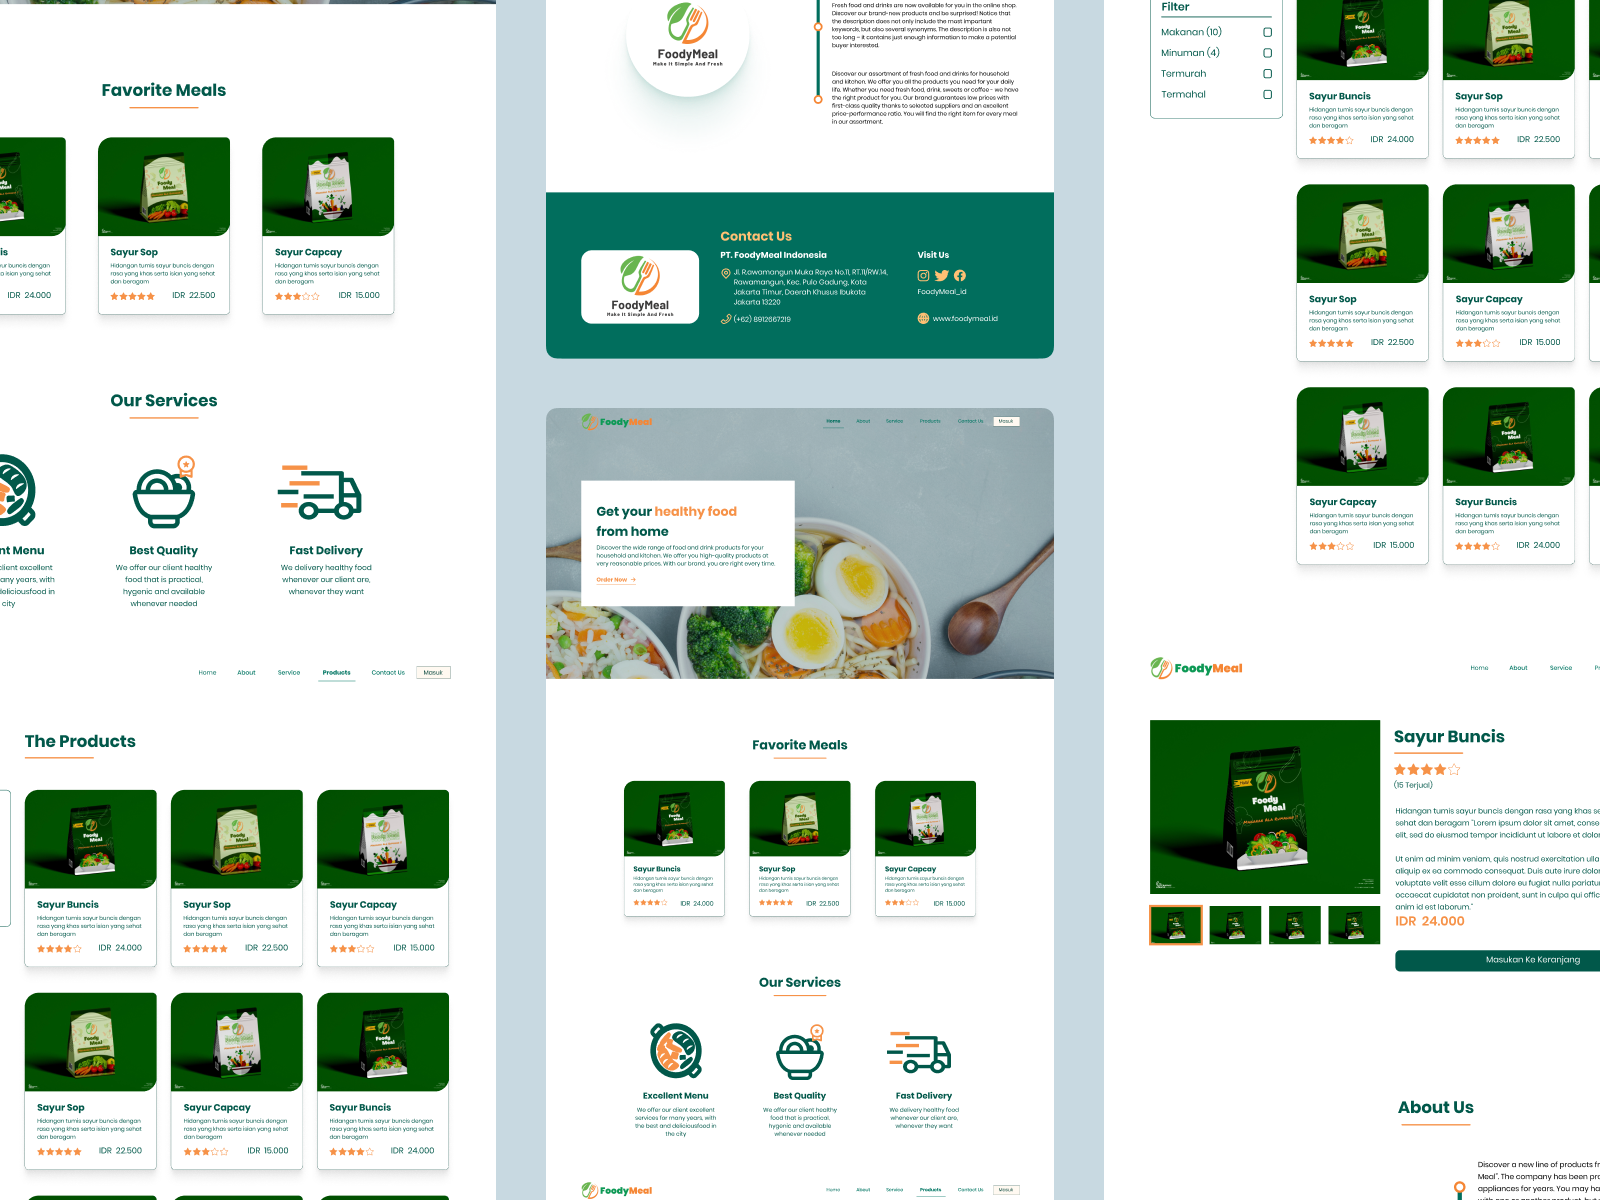 Favorite Meals
is
IDR 24.000
Sayur Sop
Hidangan tumis sayur buncis dengan
rasa yang khas serta isian yang sehat
dan beragam
IDR 22.500
Sayur Capcay
Hidangan tumis sayur buncis dengan
rasa yang khas serta isian yang sehat
dan beragam
IDR 15.000
Our Services
nt Menu
client excellent
any years, with
deliciousfood in
city
Best Quality
We offer our client healthy
food that is practical,
hygenic and available
whenever needed
Fast Delivery
We delivery healthy food
whenever our client are,
whenever they want
Home About Service Products Contact Us Masuk
The Products
Sayur Buncis
Hidangan tumis sayur buncis dengan
rasa yang khas serta isian yang sehat
dan beragam
IDR 24.000
Sayur Sop
Hidangan tumis sayur buncis dengan
rasa yang khas serta isian yang sehat
dan beragam
IDR 22.500
Sayur Capcay
Hidangan tumis sayur buncis dengan
rasa yang khas serta isian yang sehat
dan beragam
IDR 15.000
Sayur Sop
Hidangan tumis sayur buncis dengan
rasa yang khas serta isian yang sehat
dan beragam
IDR 22.500
Sayur Capcay
Hidangan tumis sayur buncis dengan
rasa yang khas serta isian yang sehat
dan beragam
IDR 15.000
Sayur Buncis
Hidangan tumis sayur buncis dengan
rasa yang khas serta isian yang sehat
dan beragam
IDR 24.000
FoodyMeal
Make It Simple And Fresh
Fresh food and drinks are now available for you in the online shop.
Discover our brand-new products and be surprised! Notice that
the description does not only include the most important
keywords, but also several synonyms. The description is also not
too long – it contains just enough information to make a potential
buyer interested.
Discover our assortment of fresh food and drinks for household
and kitchen. We offer you all the products you need for your daily
life. Whether you need fresh food, drink, sweets or coffee - we have
the right product for you. Our brand guarantees low prices with
first-class quality thanks to selected suppliers and an excellent
price-performance ratio. You will find the right item for every meal
in our assortment.
FoodyMeal
Make It Simple And Fresh
Contact Us
PT. FoodyMeal Indonesia
Jl. R.awamangun Muka Raya No.11, RT.11/RW.14,
Rawamangun, Kec. Pulo Gadung, Kota
Jakarta Timur, Daerah Khusus Ibukota
Jakarta 13220
(+62) 8912667219
Visit Us
FoodyMeal_id
www.foodymeal.id
FoodyMeal
Home About Service Products Contact Us Masuk
Get your healthy food
from home
Discover the wide range of food and drink products for your
household and kitchen. We offer you high-quality products at
very reasonable prices. With our brand, you are right every time.
Order Now
Favorite Meals
Sayur Buncis
Hidangan tumis sayur buncis dengan
rasa yang khas serta isian yang sehat
dan beragam
IDR 24.000
Sayur Sop
Hidangan tumis sayur buncis dengan
rasa yang khas serta isian yang sehat
dan beragam
IDR 22.500
Sayur Capcay
Hidangan tumis sayur buncis dengan
rasa yang khas serta isian yang sehat
dan beragam
IDR 15.000
Our Services
Excellent Menu
We offer our client excellent
services for many years, with
the best and deliciousfood in
the city
Best Quality
We offer our client healthy
food that is practical,
hygenic and available
whenever needed
Fast Delivery
We delivery healthy food
whenever our client are,
whenever they want
FoodyMeal
Home About Service Products Contact Us Masuk
Filter
Makanan (10)
Minuman (4)
Termurah
Termahal
Sayur Buncis
Hidangan tumis sayur buncis dengan
rasa yang khas serta isian yang sehat
dan beragam
IDR 24.000
Sayur Sop
Hidangan tumis sayur buncis dengan
rasa yang khas serta isian yang sehat
dan beragam
IDR 22.500
Sayur Sop
Hidangan tumis sayur buncis dengan
rasa yang khas serta isian yang sehat
dan beragam
IDR 22.500
Sayur Capcay
Hidangan tumis sayur buncis dengan
rasa yang khas serta isian yang sehat
dan beragam
IDR 15.000
Sayur Capcay
Hidangan tumis sayur buncis dengan
rasa yang khas serta isian yang sehat
dan beragam
IDR 15.000
Sayur Buncis
Hidangan tumis sayur buncis dengan
rasa yang khas serta isian yang sehat
dan beragam
IDR 24.000
FoodyMeal
Home About Service
Foody
Meal
Sayur Buncis
(15 Terjual)
Hidangan tumis sayur buncis dengan rasa yang khas se
sehat dan beragam "Lorem ipsum dolor sit amet, conse
elit, sed do eiusmod tempor incididunt ut labore et dolor
Ut enim ad minim veniam, quis nostrud exercitation ulla
aliquip ex ea commodo consequat. Duis aute irure dolor
voluptate velit esse cillum dolore eu fugiat nulla pariatur
occaecat cupidatat non proident, sunt in culpa qui offic
anim id est laborum."
IDR 24.000
Masukan Ke Keranjang
About Us
Discover a new line of products fr
Meal". The company has been pro
appliances for years. You may ha